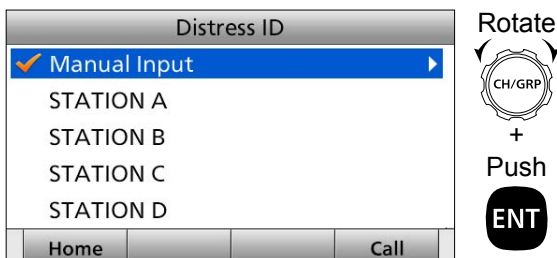 Distress ID
Manual Input
STATION A
STATION B
STATION C
STATION D
Home Call
Rotate
CH/GRP
+
Push
ENT